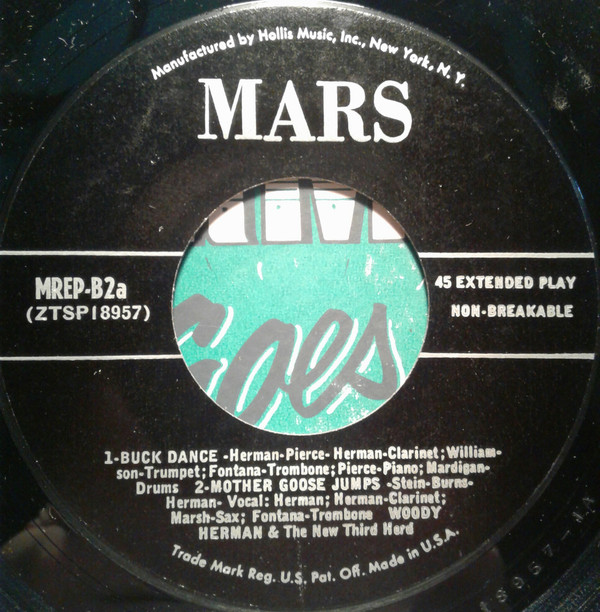 Manufactured by Hollis Music, Inc., New York, N. Y.
MARS
MREP-B2a
(ZTSP18957)
45 EXTENDED PLAY
NON-BREAKABLE
Goes
1-BUCK DANCE -Herman-Pierce- Herman-Clarinet; William-
son-Trumpet; Fontana-Trombone; Pierce-Piano; Mardigan-
Drums 2-MOTHER GOOSE JUMPS -Stein-Burns-
Herman- Vocal: Herman; Herman-Clarinet;
Marsh-Sax; Fontana-Trombone WOODY
HERMAN & The New Third Herd
Trade Mark Reg. U.S. Pat. Off. Made in U.S.A.